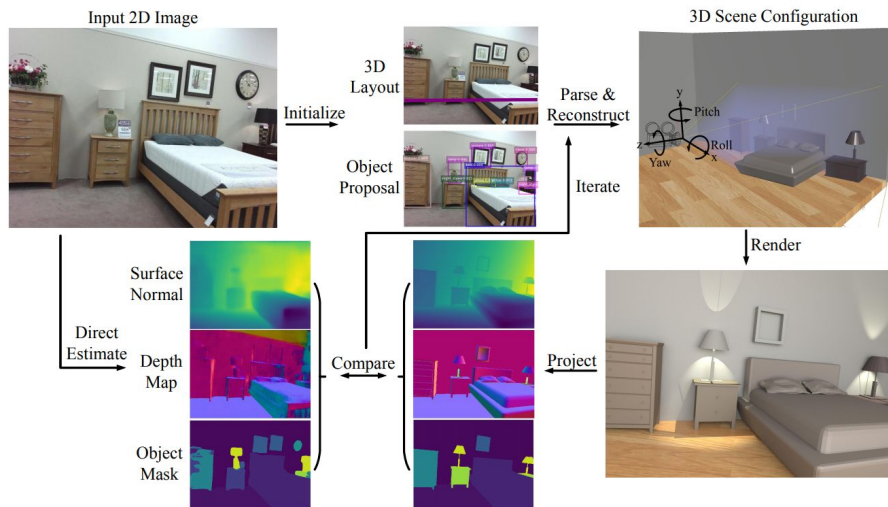 Input 2D Image
3D Scene Configuration
3D
Layout
Initialize
Object
Proposal
Parse &
Reconstruct
Iterate
y
Pitch
z
Yaw
Roll
x
Render
Surface
Normal
Direct
Estimate
Depth
Map
Compare
Project
Object
Mask